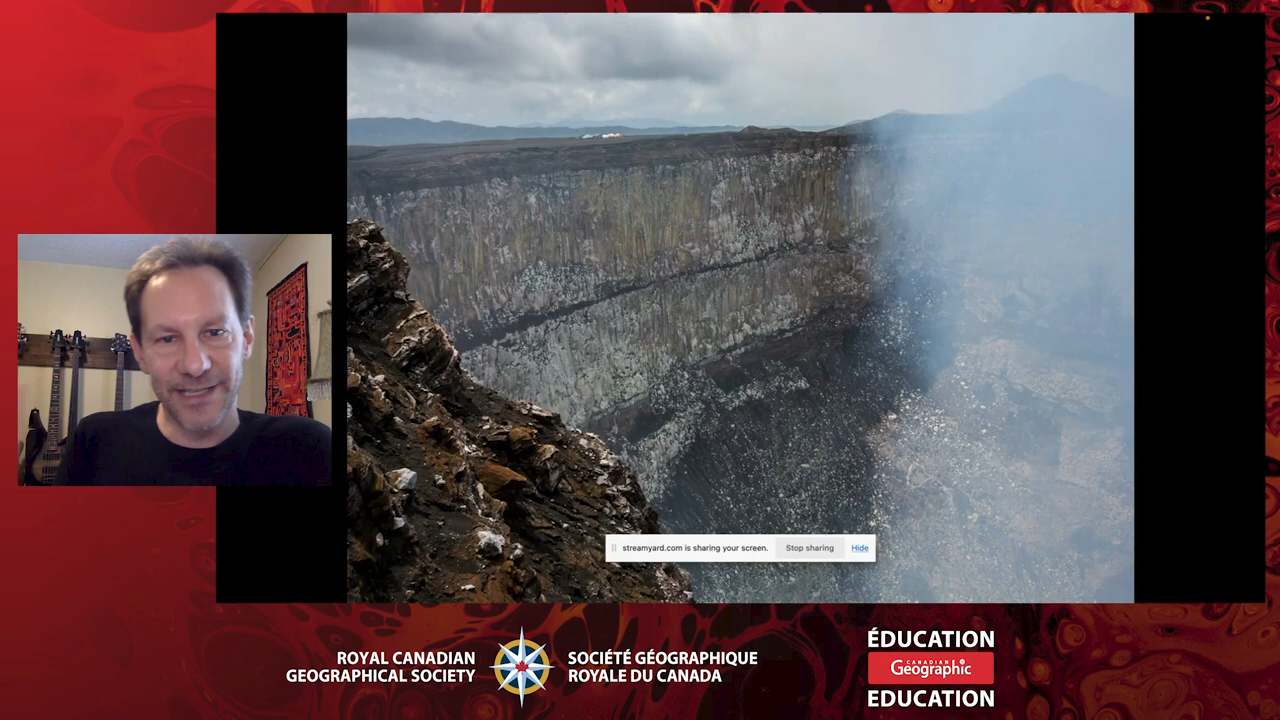 streamyard.com is sharing your screen. Stop sharing Hide
ROYAL CANADIAN
GEOGRAPHICAL SOCIETY
SOCIÉTÉ GÉOGRAPHIQUE
ROYALE DU CANADA
ÉDUCATION
CANADIAN
Geographic
EDUCATION